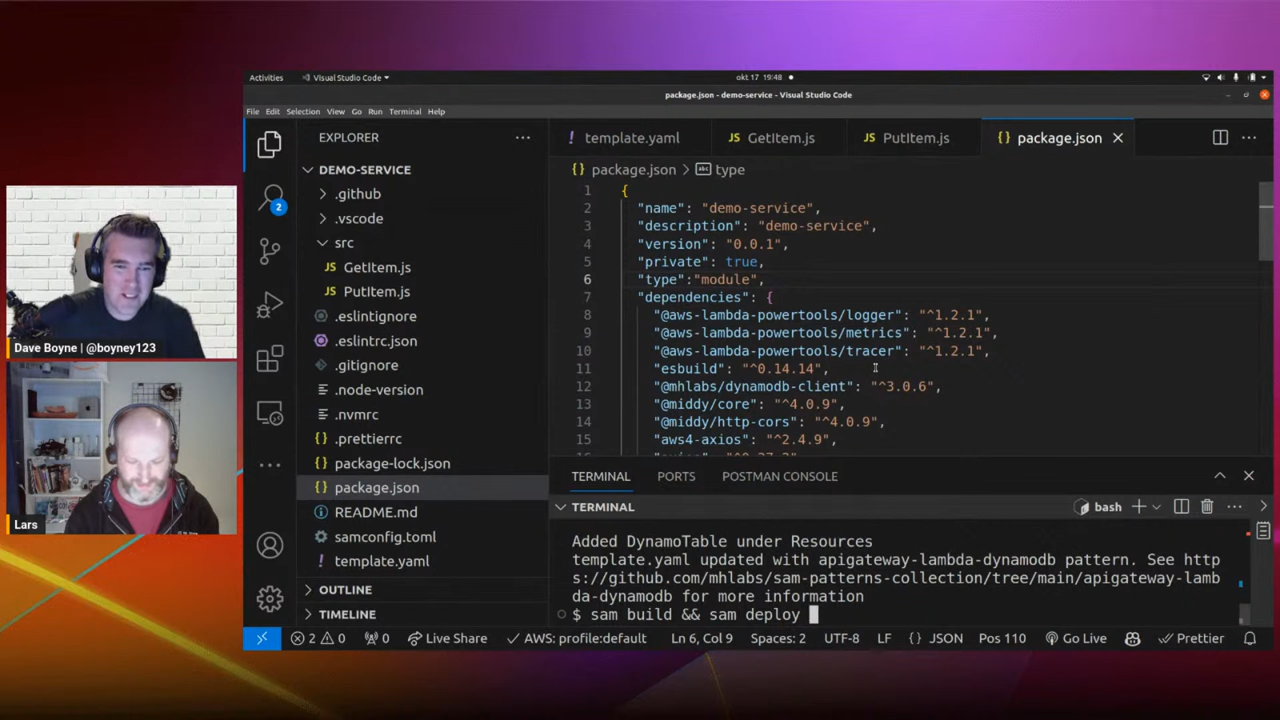 Activities
Visual Studio Code
okt 17 19:48
package.json - demo-service - Visual Studio Code
File Edit Selection View Go Run Terminal Help
EXPLORER
template.yaml
GetItem.js
PutItem.js
package.json
DEMO-SERVICE
.github
.vscode
src
GetItem.js
PutItem.js
.eslintignore
.eslintrc.json
.gitignore
.node-version
.nvmrc
.prettierrc
package-lock.json
package.json
README.md
samconfig.toml
template.yaml
OUTLINE
TIMELINE
2
package.json > type
1 {
2 "name": "demo-service",
3 "description": "demo-service",
4 "version": "0.0.1",
5 "private": true,
6 "type":"module",
7 "dependencies": {
8 "@aws-lambda-powertools/logger": "^1.2.1",
9 "@aws-lambda-powertools/metrics": "^1.2.1",
10 "@aws-lambda-powertools/tracer": "^1.2.1",
11 "esbuild": "^0.14.14",
12 "@mhlabs/dynamodb-client": "^3.0.6",
13 "@middy/core": "^4.0.9",
14 "@middy/http-cors": "^4.0.9",
15 "aws4-axios": "^2.4.9",
TERMINAL PORTS POSTMAN CONSOLE
TERMINAL
bash
Added DynamoTable under Resources
template.yaml updated with apigateway-lambda-dynamodb pattern. See http
s://github.com/mhlabs/sam-patterns-collection/tree/main/apigateway-lamb
da-dynamodb for more information
$ sam build && sam deploy
2 0 0 Live Share AWS: profile:default Ln 6, Col 9 Spaces: 2 UTF-8 LF {} JSON Pos 110 Go Live Prettier
Dave Boyne | @boyney123
Lars